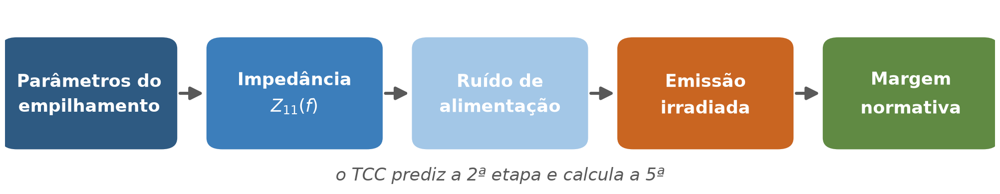 Parâmetros do
empilhamento
Impedância
Z₁₁(f)
Ruído de
alimentação
Emissão
irradiada
Margem
normativa
o TCC prediz a 2ª etapa e calcula a 5ª